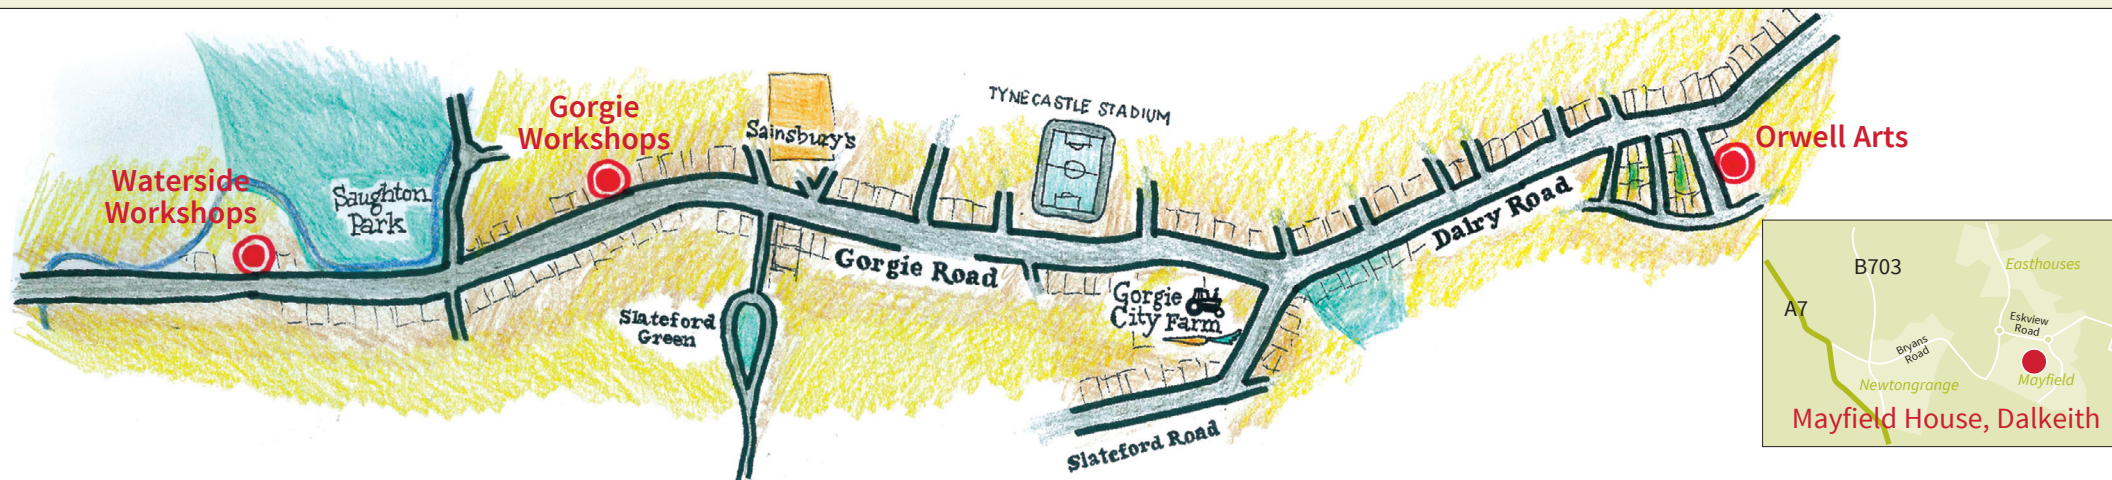 Waterside
Workshops
Saughton
Park
Gorgie
Workshops
Sainsbury's
TYNECASTLE STADIUM
Orwell Arts
Slateford
Green
Gorgie Road
Gorgie
City Farm
Dalry Road
Slateford Road
B703
Easthouses
A7
Eskview
Road
Bryans
Road
Newtongrange
Mayfield
Mayfield House, Dalkeith